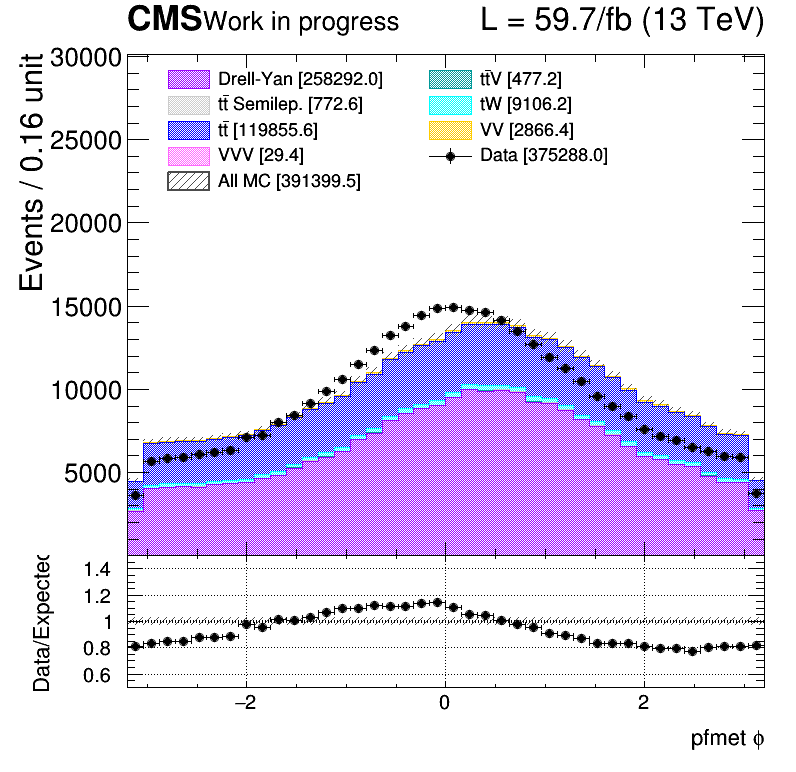 CMS Work in progress L = 59.7/fb (13 TeV)
Events / 0.16 unit
30000
25000
20000
15000
10000
5000
Drell-Yan [258292.0]
tt̄ Semilep. [772.6]
tt̄ [119855.6]
VVV [29.4]
All MC [391399.5]
tt̄V [477.2]
tW [9106.2]
VV [2866.4]
Data [375288.0]
Data/Expected
1.4
1.2
1
0.8
0.6
−2 0 2
pfmet ϕ